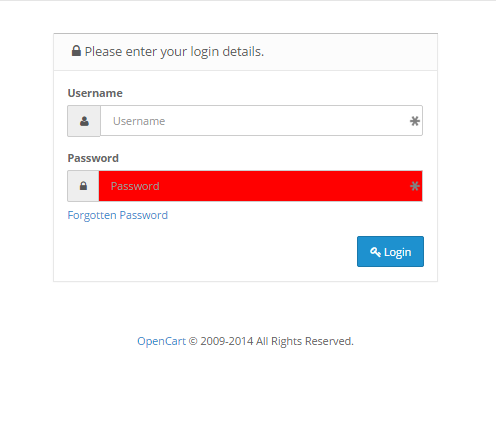 Please enter your login details.
Username
Username
Password
Password
Forgotten Password
Login
OpenCart © 2009-2014 All Rights Reserved.